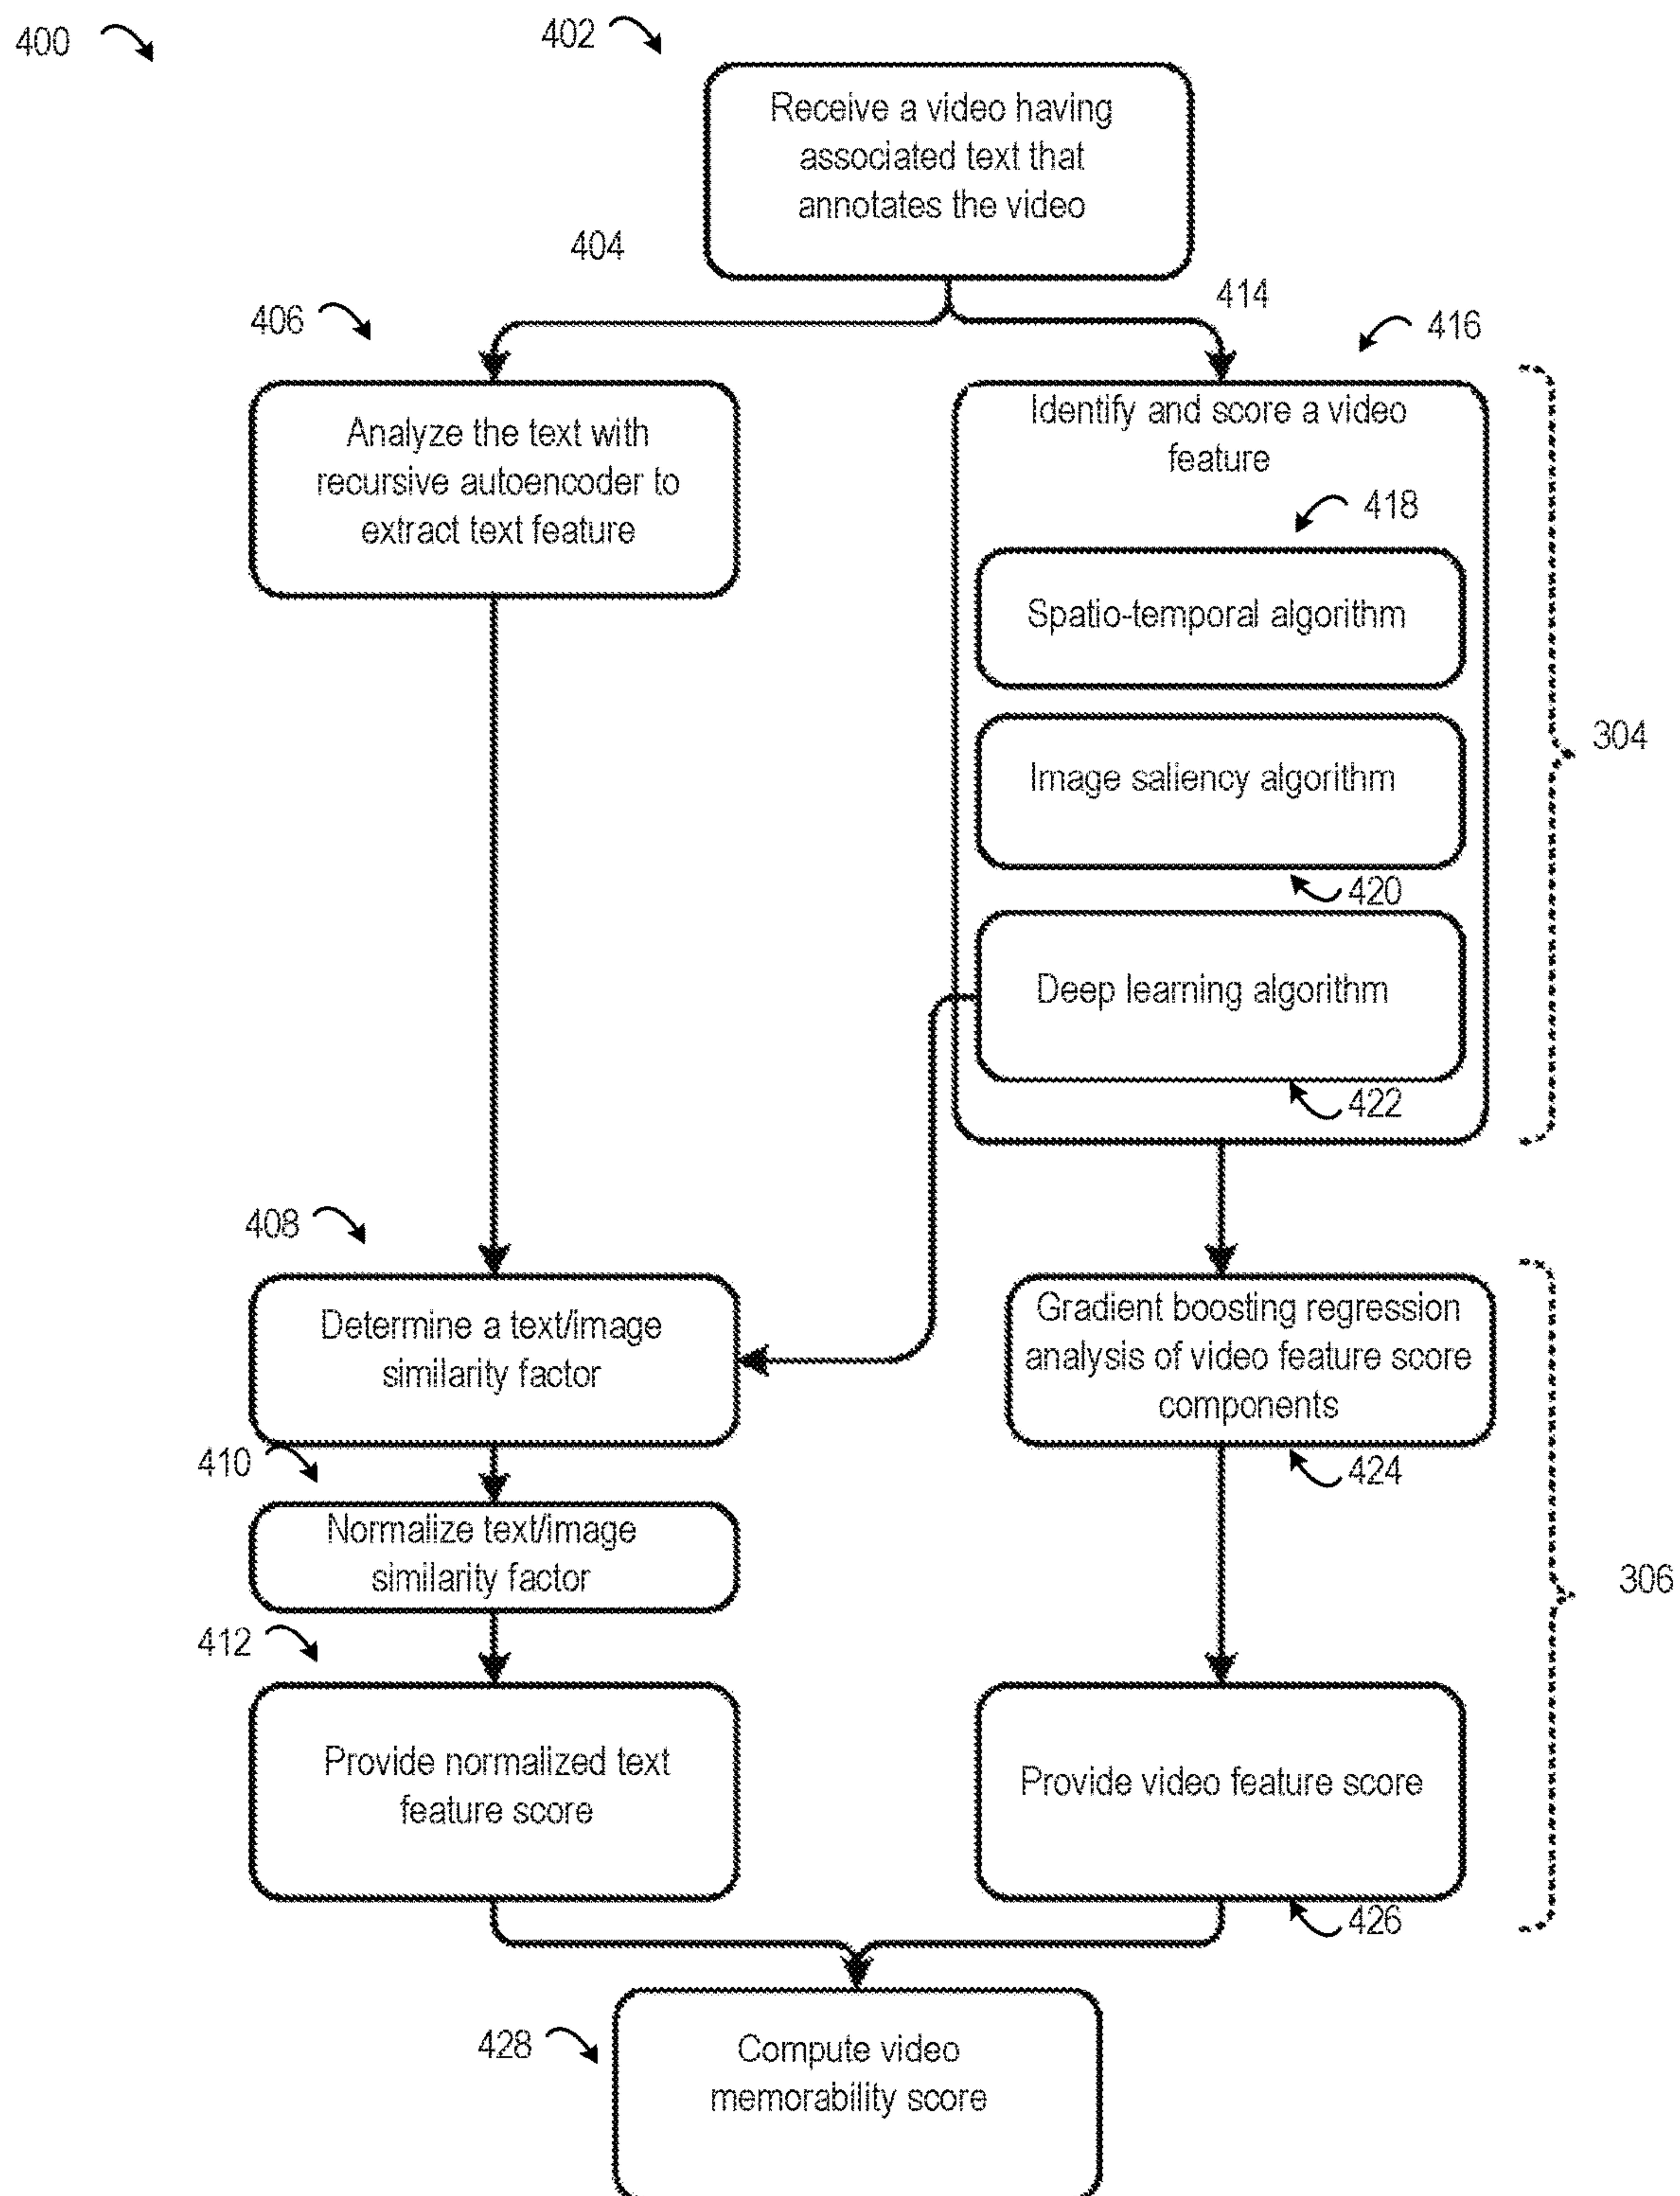 400
402
Receive a video having
associated text that
annotates the video
404
414
406
416
Analyze the text with
recursive autoencoder to
extract text feature
Identify and score a video
feature
418
Spatio-temporal algorithm
304
Image saliency algorithm
420
Deep learning algorithm
422
408
Determine a text/image
similarity factor
Gradient boosting regression
analysis of video feature score
components
410
424
Normalize text/image
similarity factor
306
412
Provide normalized text
feature score
Provide video feature score
426
428
Compute video
memorability score